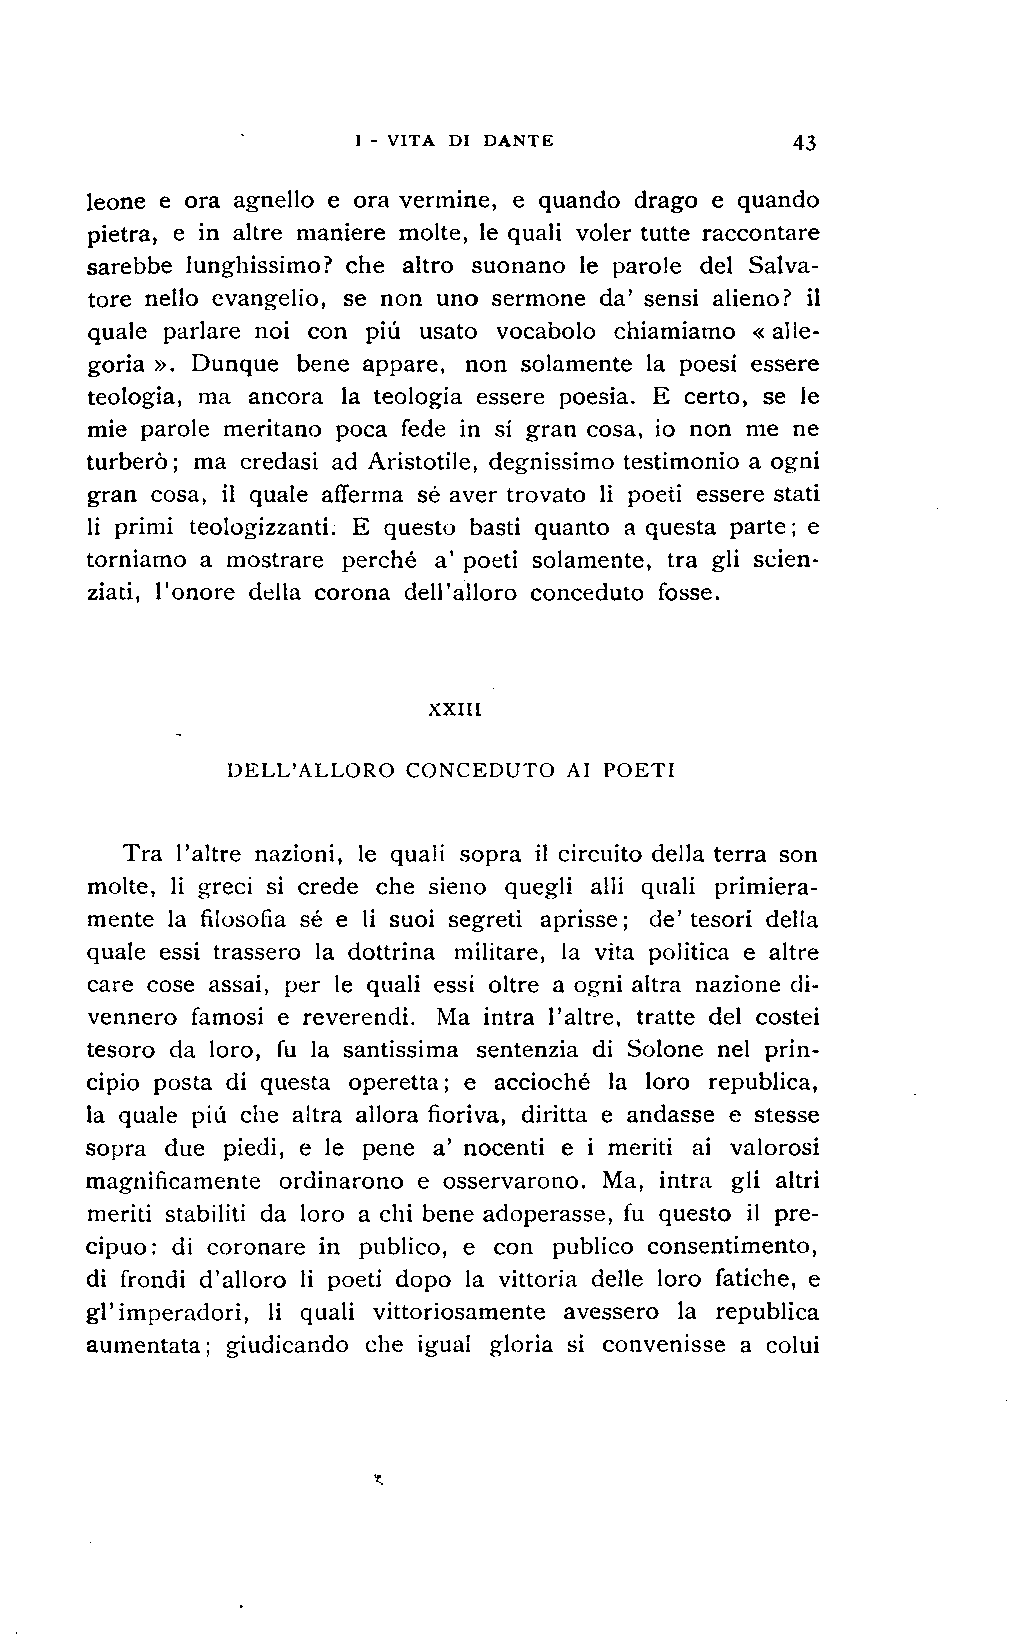 I - VITA DI DANTE 43
leone e ora agnello e ora vermine, e quando drago e quando
pietra, e in altre maniere molte, le quali voler tutte raccontare
sarebbe lunghissimo? che altro suonano le parole del Salva-
tore nello evangelio, se non uno sermone da' sensi alieno? il
quale parlare noi con piú usato vocabolo chiamiamo « alle-
goria ». Dunque bene appare, non solamente la poesí essere
teologia, ma ancora la teologia essere poesia. E certo, se le
mie parole meritano poca fede in sí gran cosa, io non me ne
turberò; ma credasi ad Aristotile, degnissimo testimonio a ogni
gran cosa, il quale afferma sé aver trovato li poeti essere stati
li primi teologizzanti. E questo basti quanto a questa parte; e
torniamo a mostrare perché a' poeti solamente, tra gli scien-
ziati, l'onore della corona dell'alloro conceduto fosse.
XXIII
DELL'ALLORO CONCEDUTO AI POETI
Tra l'altre nazioni, le quali sopra il circuito della terra son
molte, li greci si crede che sieno quegli alli quali primiera-
mente la filosofia sé e li suoi segreti aprisse; de' tesori della
quale essi trassero la dottrina militare, la vita politica e altre
care cose assai, per le quali essi oltre a ogni altra nazione di-
vennero famosi e reverendi. Ma intra l'altre, tratte del costei
tesoro da loro, fu la santissima sentenzia di Solone nel prin-
cipio posta di questa operetta; e accioché la loro republica,
la quale piú che altra allora fioriva, diritta e andasse e stesse
sopra due piedi, e le pene a' nocenti e i meriti ai valorosi
magnificamente ordinarono e osservarono. Ma, intra gli altri
meriti stabiliti da loro a chi bene adoperasse, fu questo il pre-
cipuo: di coronare in publico, e con publico consentimento,
di frondi d'alloro li poeti dopo la vittoria delle loro fatiche, e
gl'imperadori, li quali vittoriosamente avessero la republica
aumentata; giudicando che igual gloria si convenisse a colui